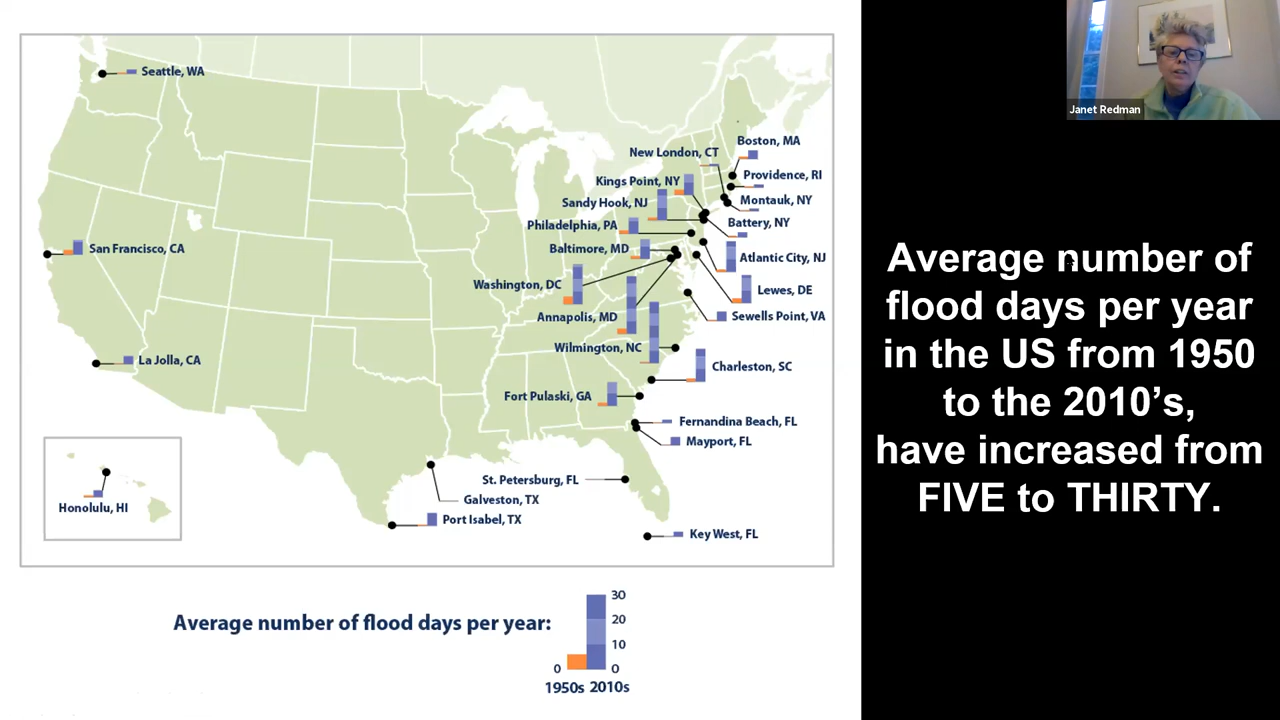 Seattle, WA
Boston, MA
New London, CT
Providence, RI
Kings Point, NY
Montauk, NY
Sandy Hook, NJ
Battery, NY
Philadelphia, PA
Baltimore, MD
San Francisco, CA
Atlantic City, NJ
Washington, DC
Lewes, DE
Annapolis, MD
Sewells Point, VA
Wilmington, NC
La Jolla, CA
Charleston, SC
Fort Pulaski, GA
Fernandina Beach, FL
Mayport, FL
St. Petersburg, FL
Galveston, TX
Honolulu, HI
Port Isabel, TX
Key West, FL
Average number of flood days per year:
30
20
10
0
0
1950s 2010s
Janet Redman
Average number of
flood days per year
in the US from 1950
to the 2010’s,
have increased from
FIVE to THIRTY.